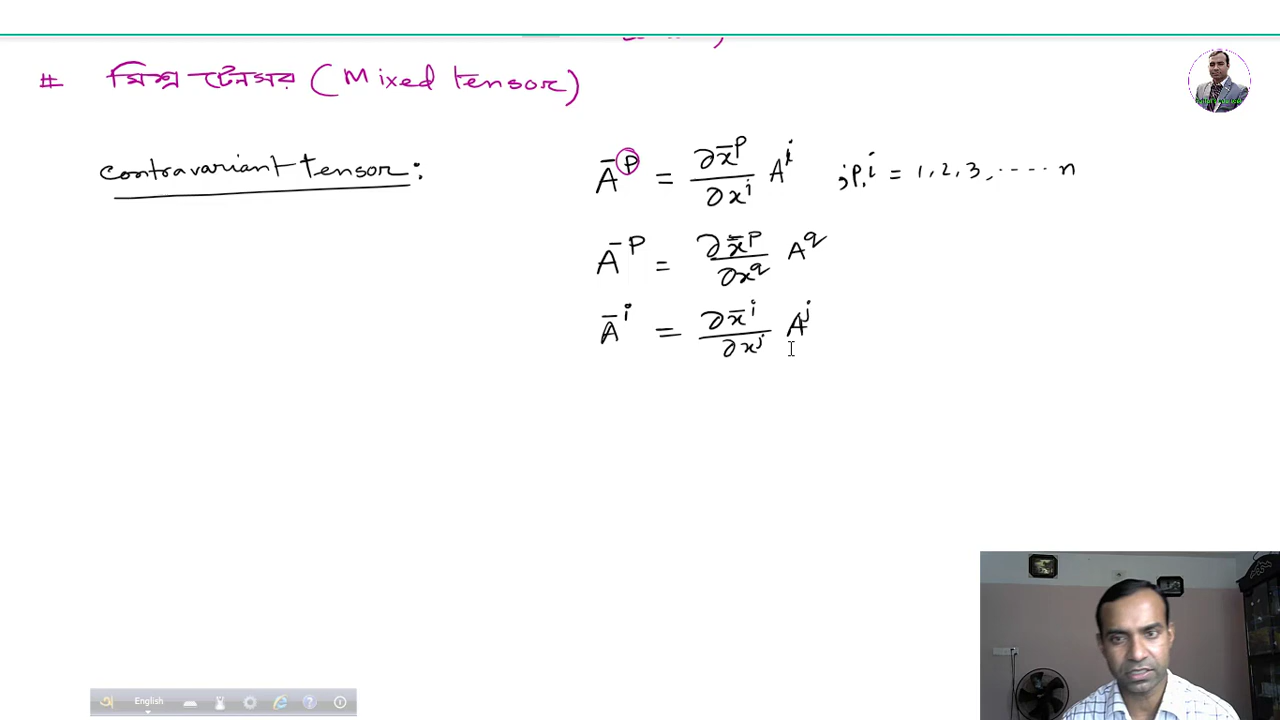 # মিশ্র টেনসর (Mixed tensor)
contravariant tensor:
Ā^p = ∂x̄^p/∂x^i A^i ; p, i = 1, 2, 3, ..... n
Ā^p = ∂x̄^p/∂x^q A^q
Ā^i = ∂x̄^i/∂x^j A^j
English